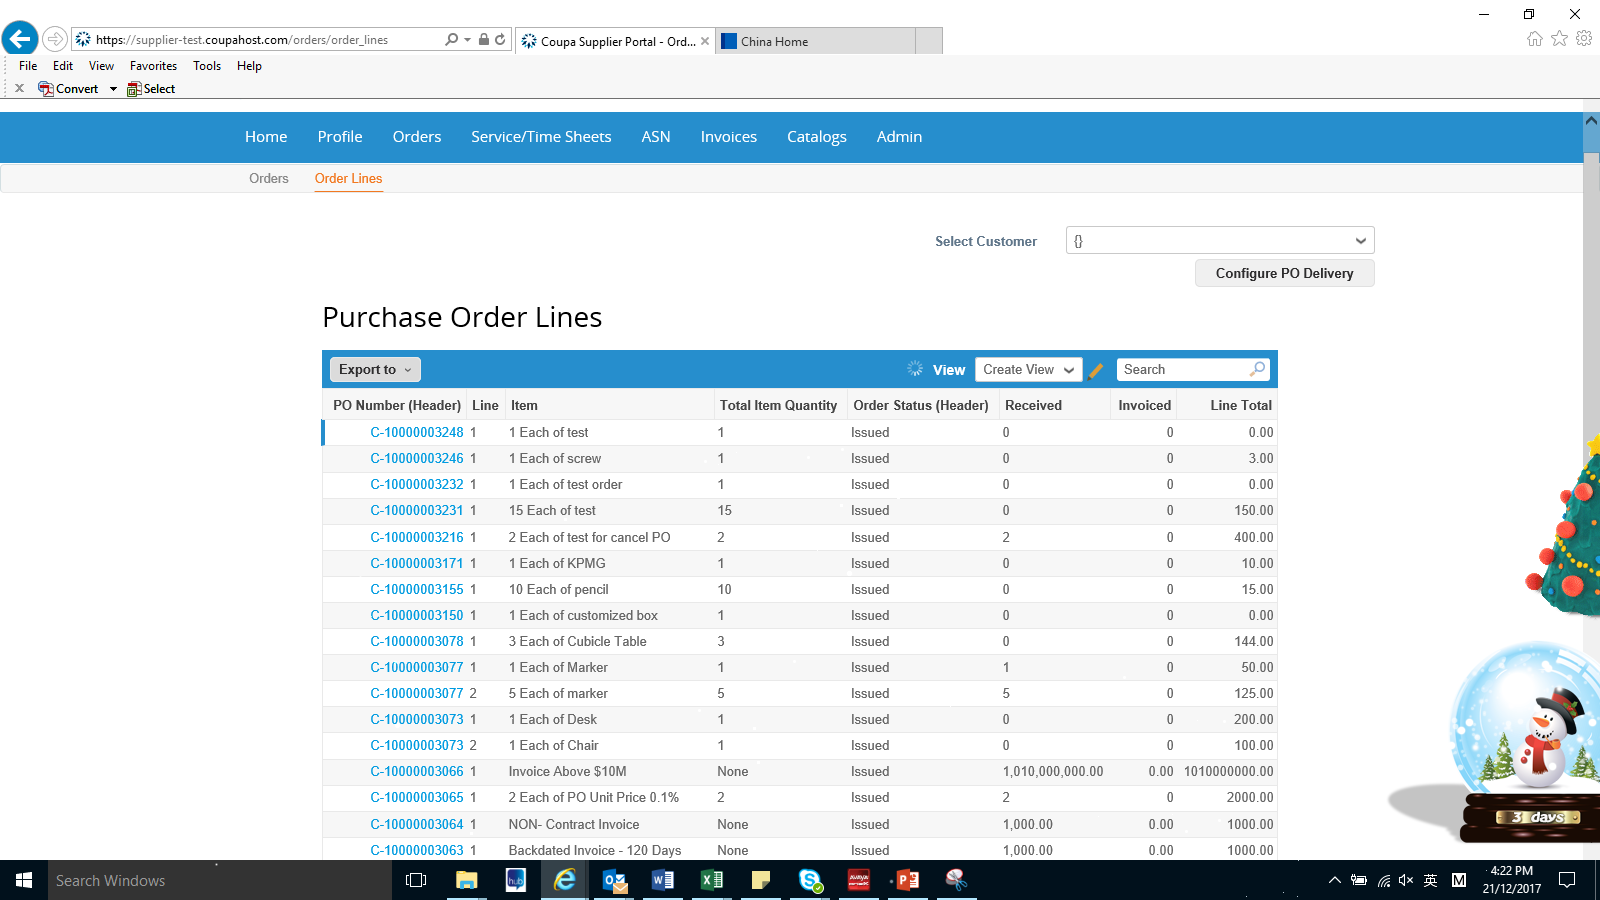 https://supplier-test.coupahost.com/orders/order_lines
Coupa Supplier Portal - Ord...
China Home
File Edit View Favorites Tools Help
x Convert Select
Home Profile Orders Service/Time Sheets ASN Invoices Catalogs Admin
Orders Order Lines
Select Customer {}
Configure PO Delivery
Purchase Order Lines
Export to View Create View Search
PO Number (Header) Line Item Total Item Quantity Order Status (Header) Received Invoiced Line Total
C-10000003248 1 1 Each of test 1 Issued 0 0 0.00
C-10000003246 1 1 Each of screw 1 Issued 0 0 3.00
C-10000003232 1 1 Each of test order 1 Issued 0 0 0.00
C-10000003231 1 15 Each of test 15 Issued 0 0 150.00
C-10000003216 1 2 Each of test for cancel PO 2 Issued 2 0 400.00
C-10000003171 1 1 Each of KPMG 1 Issued 0 0 10.00
C-10000003155 1 10 Each of pencil 10 Issued 0 0 15.00
C-10000003150 1 1 Each of customized box 1 Issued 0 0 0.00
C-10000003078 1 3 Each of Cubicle Table 3 Issued 0 0 144.00
C-10000003077 1 1 Each of Marker 1 Issued 1 0 50.00
C-10000003077 2 5 Each of marker 5 Issued 5 0 125.00
C-10000003073 1 1 Each of Desk 1 Issued 0 0 200.00
C-10000003073 2 1 Each of Chair 1 Issued 0 0 100.00
C-10000003066 1 Invoice Above $10M None Issued 1,010,000,000.00 0.00 1010000000.00
C-10000003065 1 2 Each of PO Unit Price 0.1% 2 Issued 2 0 2000.00
C-10000003064 1 NON- Contract Invoice None Issued 1,000.00 0.00 1000.00
C-10000003063 1 Backdated Invoice - 120 Days None Issued 1,000.00 0.00 1000.00
3 days
Search Windows
hub
英
M
4:22 PM
21/12/2017